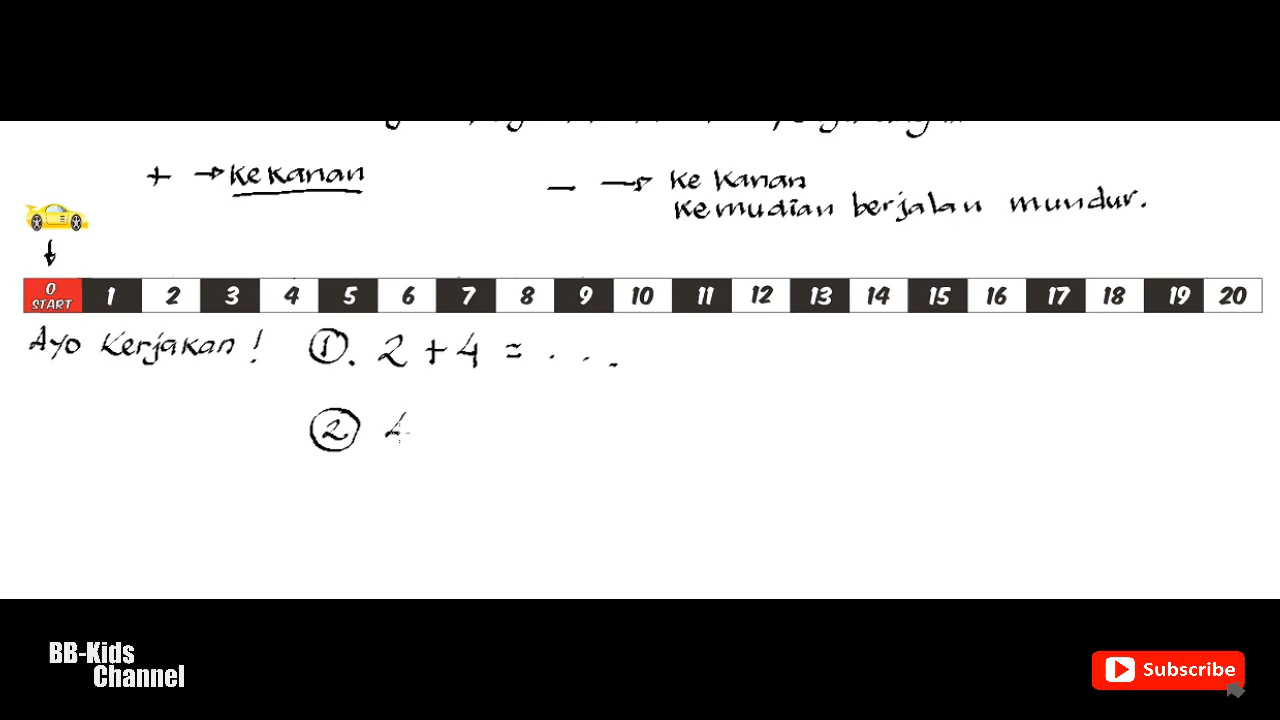 + → ke kanan
- → ke kanan
kemudian berjalan mundur.
0 START 1 2 3 4 5 6 7 8 9 10 11 12 13 14 15 16 17 18 19 20
Ayo kerjakan! ①. 2 + 4 = ...
② 4
BB-Kids
Channel
Subscribe